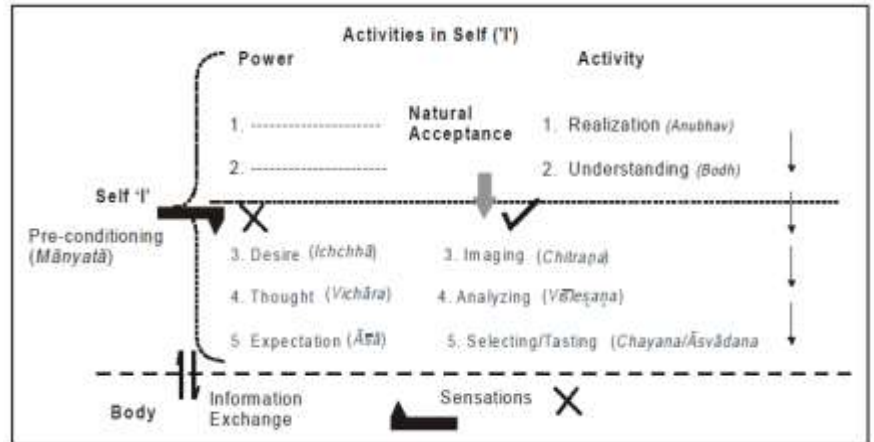 Activities in Self ('I')
Power Activity
1. ---------------------- Natural Acceptance 1. Realization (Anubhav)
2. ---------------------- 2. Understanding (Bodh)
Self 'I'
Pre-conditioning
(Mānyatā)
3. Desire (Ichchhā) 3. Imaging (Chitraṇa)
4. Thought (Vichāra) 4. Analyzing
5 Expectation 5. Selecting/Tasting (Chayana/Āsvādana
Body Information Exchange Sensations